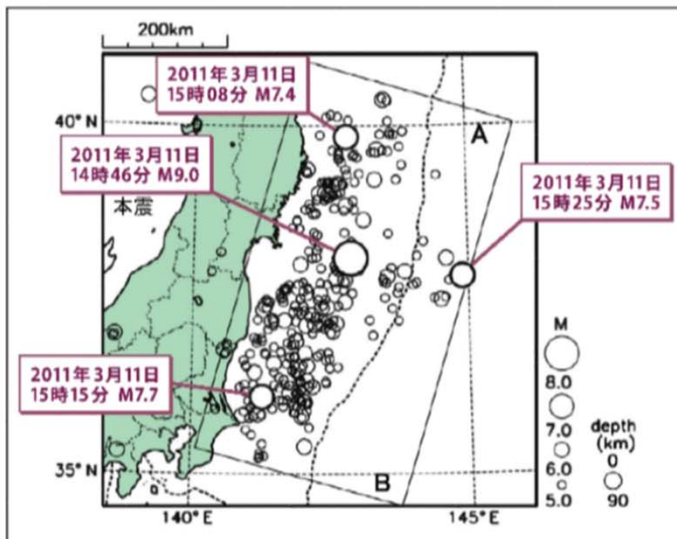 200km
2011年3月11日
15時08分 M7.4
40°N
A
2011年3月11日
14時46分 M9.0
本震
2011年3月11日
15時25分 M7.5
2011年3月11日
15時15分 M7.7
M
8.0
7.0
6.0
5.0
depth
(km)
0
90
35°N
B
140°E
145°E